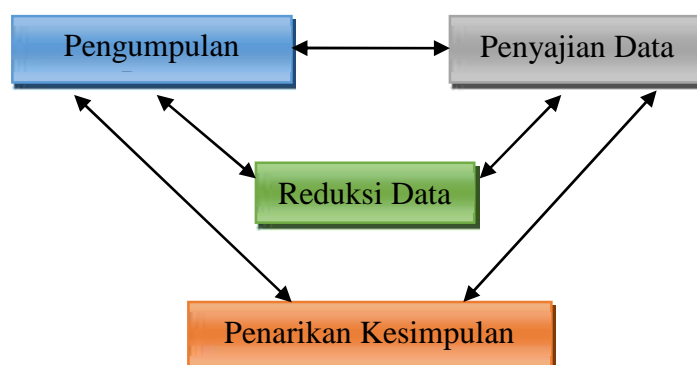 Pengumpulan
Penyajian Data
Reduksi Data
Penarikan Kesimpulan